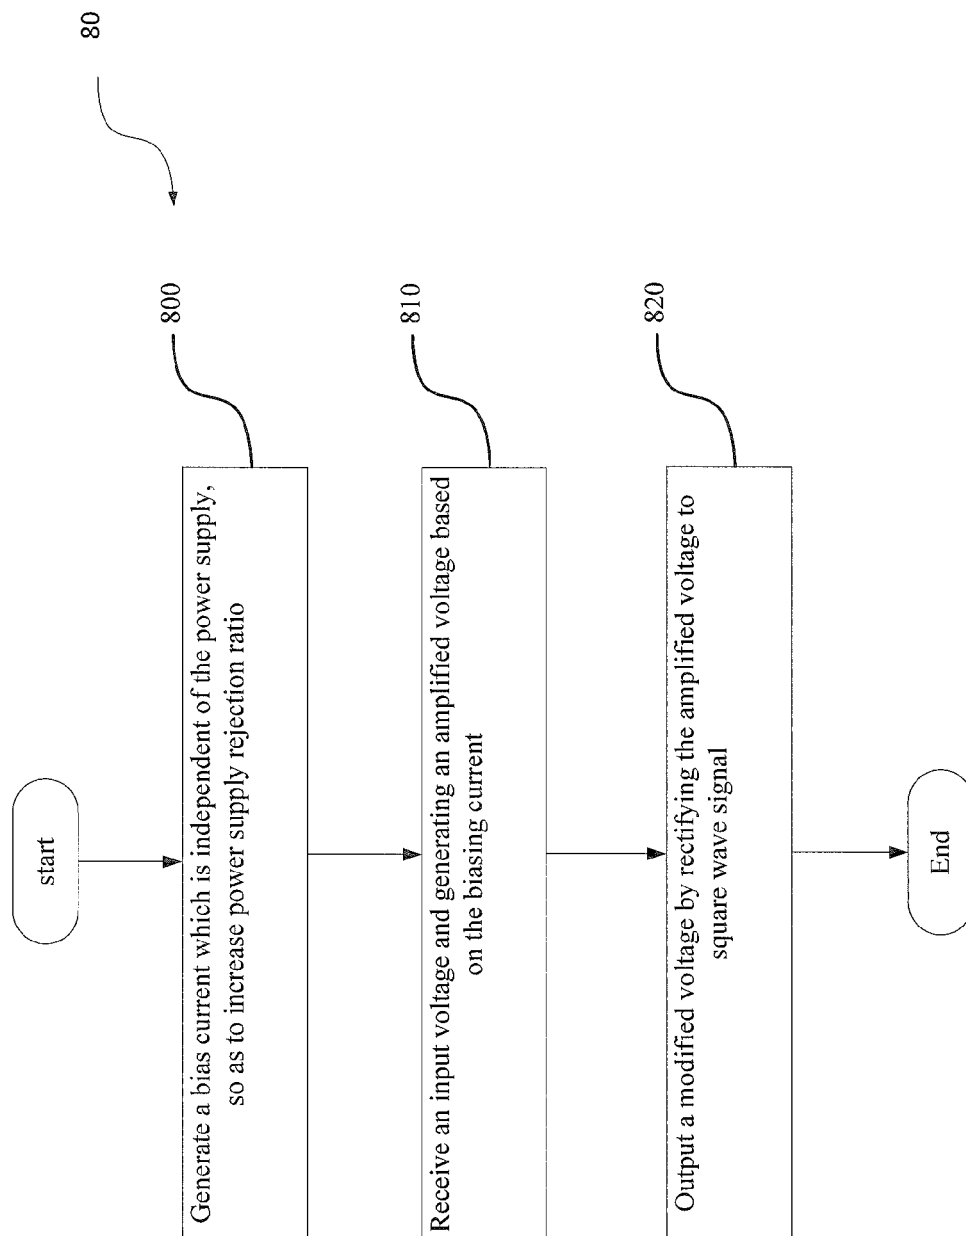 80
start
800
Generate a bias current which is independent of the power supply,
so as to increase power supply rejection ratio
810
Receive an input voltage and generating an amplified voltage based
on the biasing current
820
Output a modified voltage by rectifying the amplified voltage to
square wave signal
End